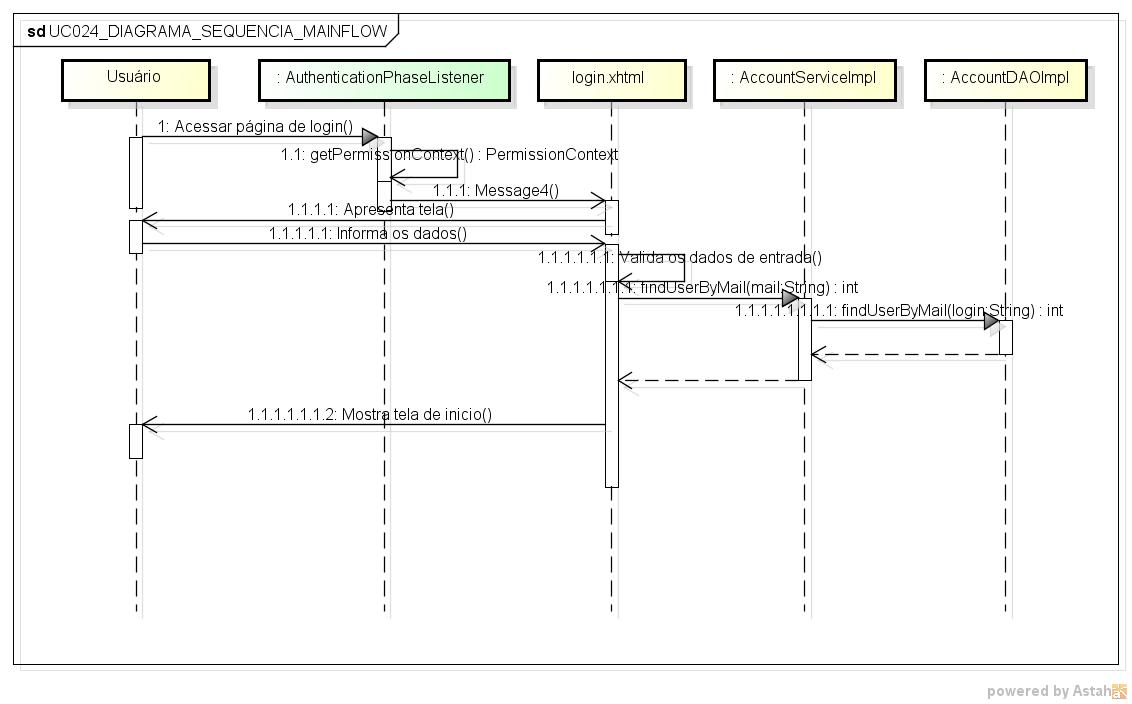 sd UC024_DIAGRAMA_SEQUENCIA_MAINFLOW
Usuário
: AuthenticationPhaseListener
login.xhtml
: AccountServiceImpl
: AccountDAOImpl
1: Acessar página de login()
1.1: getPermissionContext() : PermissionContext
1.1.1: Message4()
1.1.1.1: Apresenta tela()
1.1.1.1.1: Informa os dados()
1.1.1.1.1.1: Valida os dados de entrada()
1.1.1.1.1.1.1: findUserByMail(mail:String) : int
1.1.1.1.1.1.1.1: findUserByMail(login:String) : int
1.1.1.1.1.1.2: Mostra tela de inicio()
powered by Astah